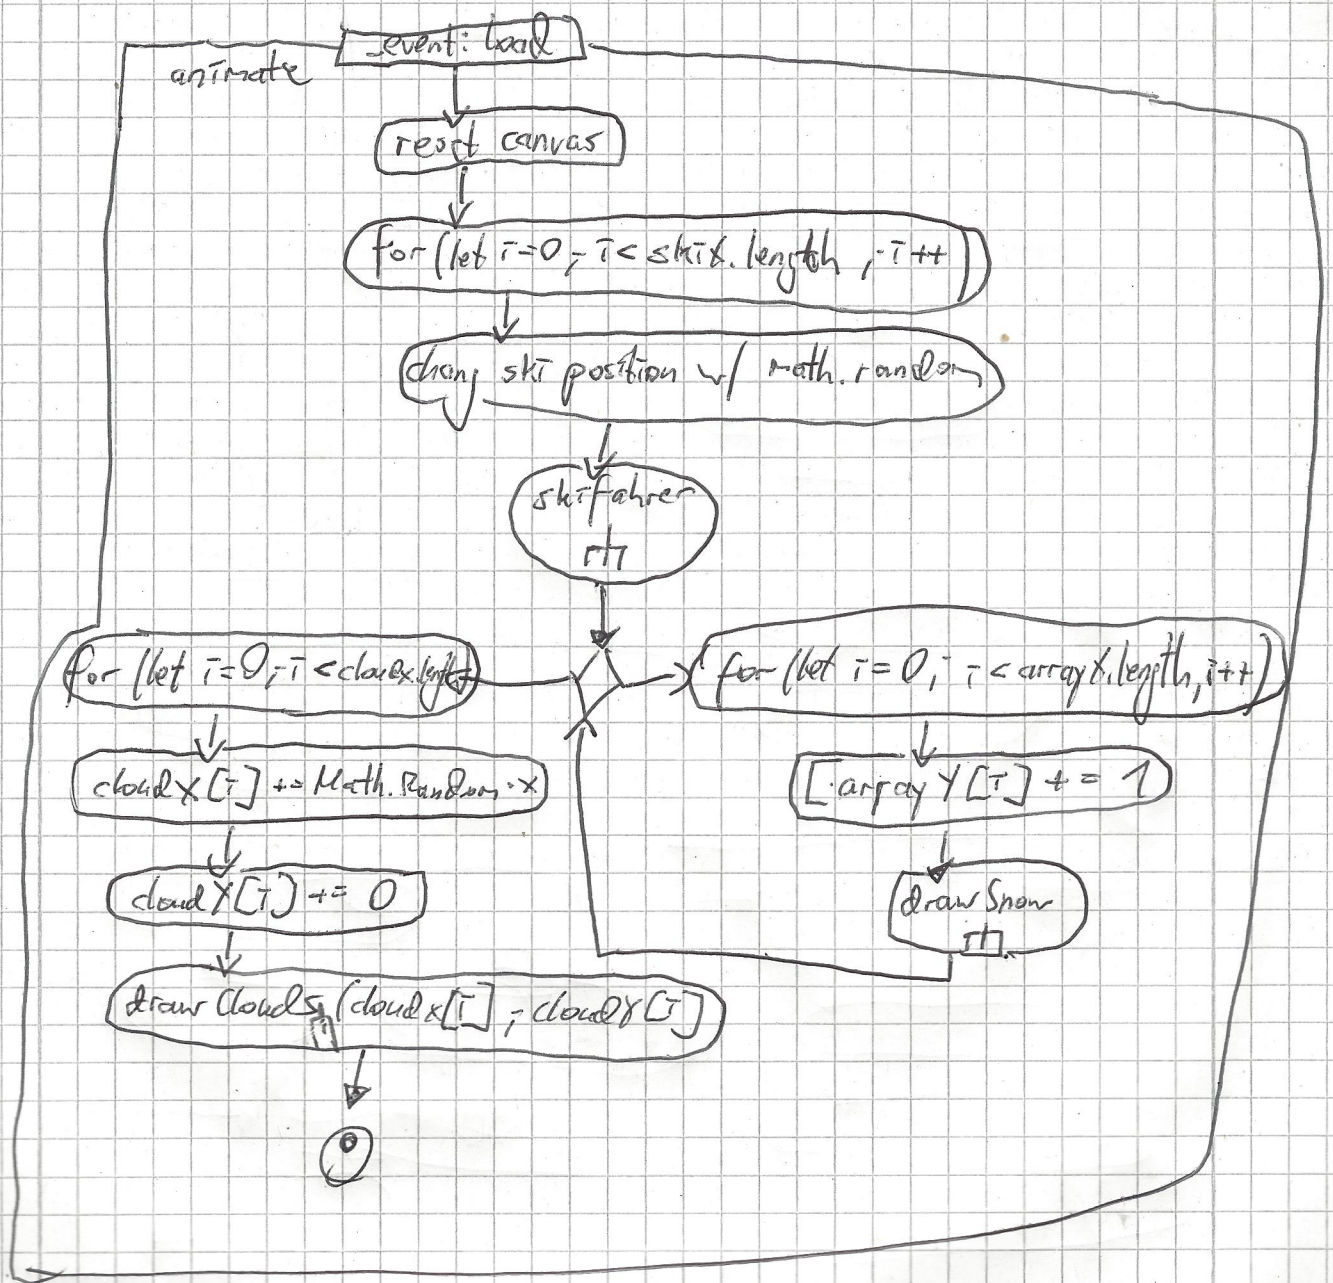 event: load
animate
reset canvas
for (let i=0; i < skiX.length; i++)
chang ski position w/ Math.random
skifahrer
for (let i=0; i < cloudx.length
for (let i=0; i < arrayX.length; i++)
cloudX[i] += Math.Random·x
arrayY[i] += 1
cloudY[i] += 0
drawSnow
drawClouds (cloudx[i], cloudY[i]